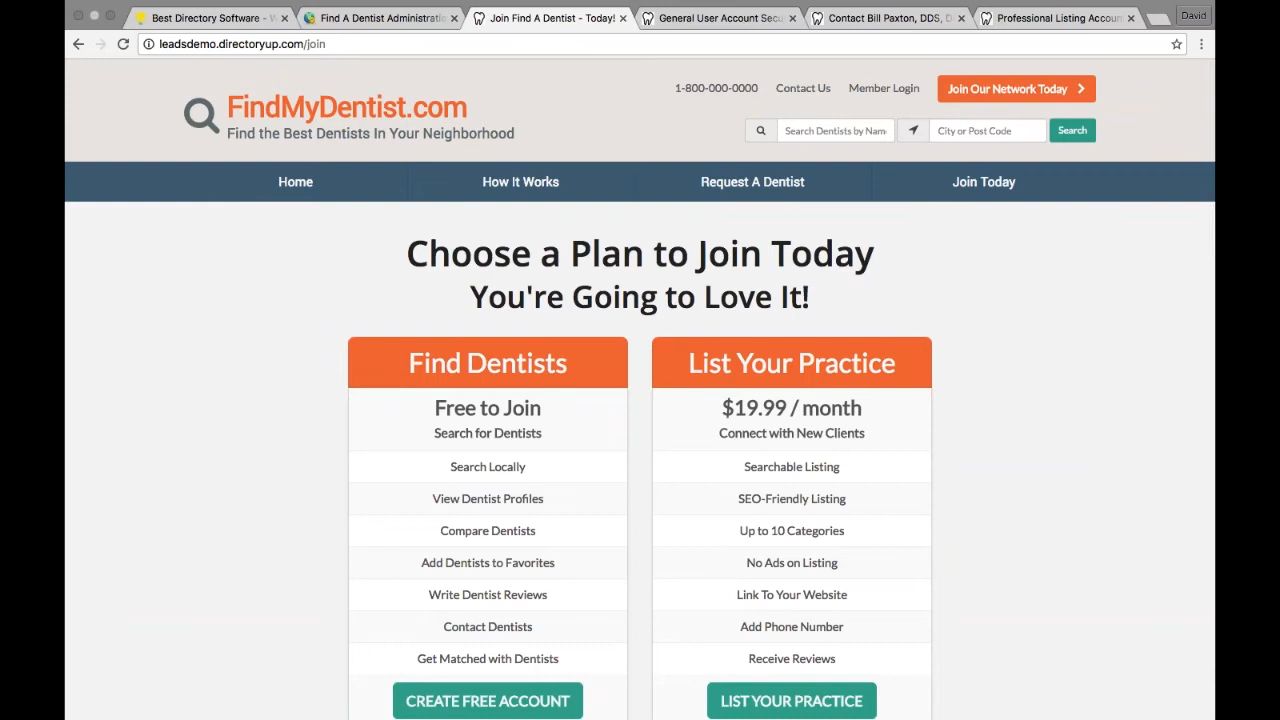 Best Directory Software - W
Find A Dentist Administratio
Join Find A Dentist - Today!
General User Account Secu
Contact Bill Paxton, DDS, D
Professional Listing Accoun
David
leadsdemo.directoryup.com/join
1-800-000-0000
Contact Us
Member Login
Join Our Network Today
FindMyDentist.com
Find the Best Dentists In Your Neighborhood
Search Dentists by Nam
City or Post Code
Search
Home
How It Works
Request A Dentist
Join Today
Choose a Plan to Join Today
You're Going to Love It!
Find Dentists
Free to Join
Search for Dentists
Search Locally
View Dentist Profiles
Compare Dentists
Add Dentists to Favorites
Write Dentist Reviews
Contact Dentists
Get Matched with Dentists
CREATE FREE ACCOUNT
List Your Practice
$19.99 / month
Connect with New Clients
Searchable Listing
SEO-Friendly Listing
Up to 10 Categories
No Ads on Listing
Link To Your Website
Add Phone Number
Receive Reviews
LIST YOUR PRACTICE